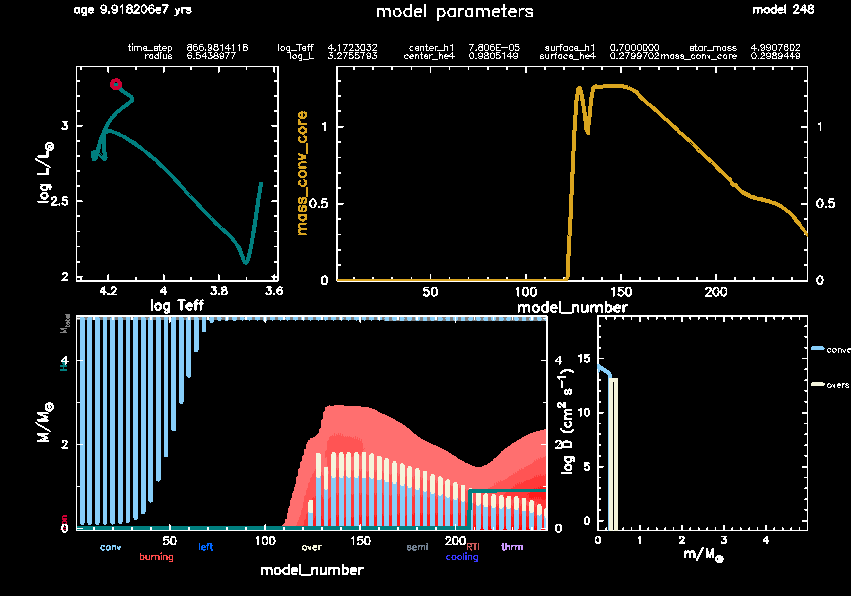 age 9.918206e7 yrs model parameters model 248
time_step 866.9814118 log_Teff 4.1723032 center_h1 7.806E-05 surface_h1 0.7000000 star_mass 4.9907602
radius 6.5438977 log_L 3.2755793 center_he4 0.9805149 surface_he4 0.2799702 mass_conv_core 0.2989449
log L/L⊙
3
2.5
2
4.2 4 3.8 3.6
log Teff
mass_conv_core
1 1
0.5 0.5
0 0
50 100 150 200
model_number
M/M⊙
4 4
2 2
0 0
50 100 150 200
conv left over semi RTI thrm
burning cooling
model_number
log D (cm² s⁻¹)
15
10
5
0
0 2 4
m/M⊙
conve
overs